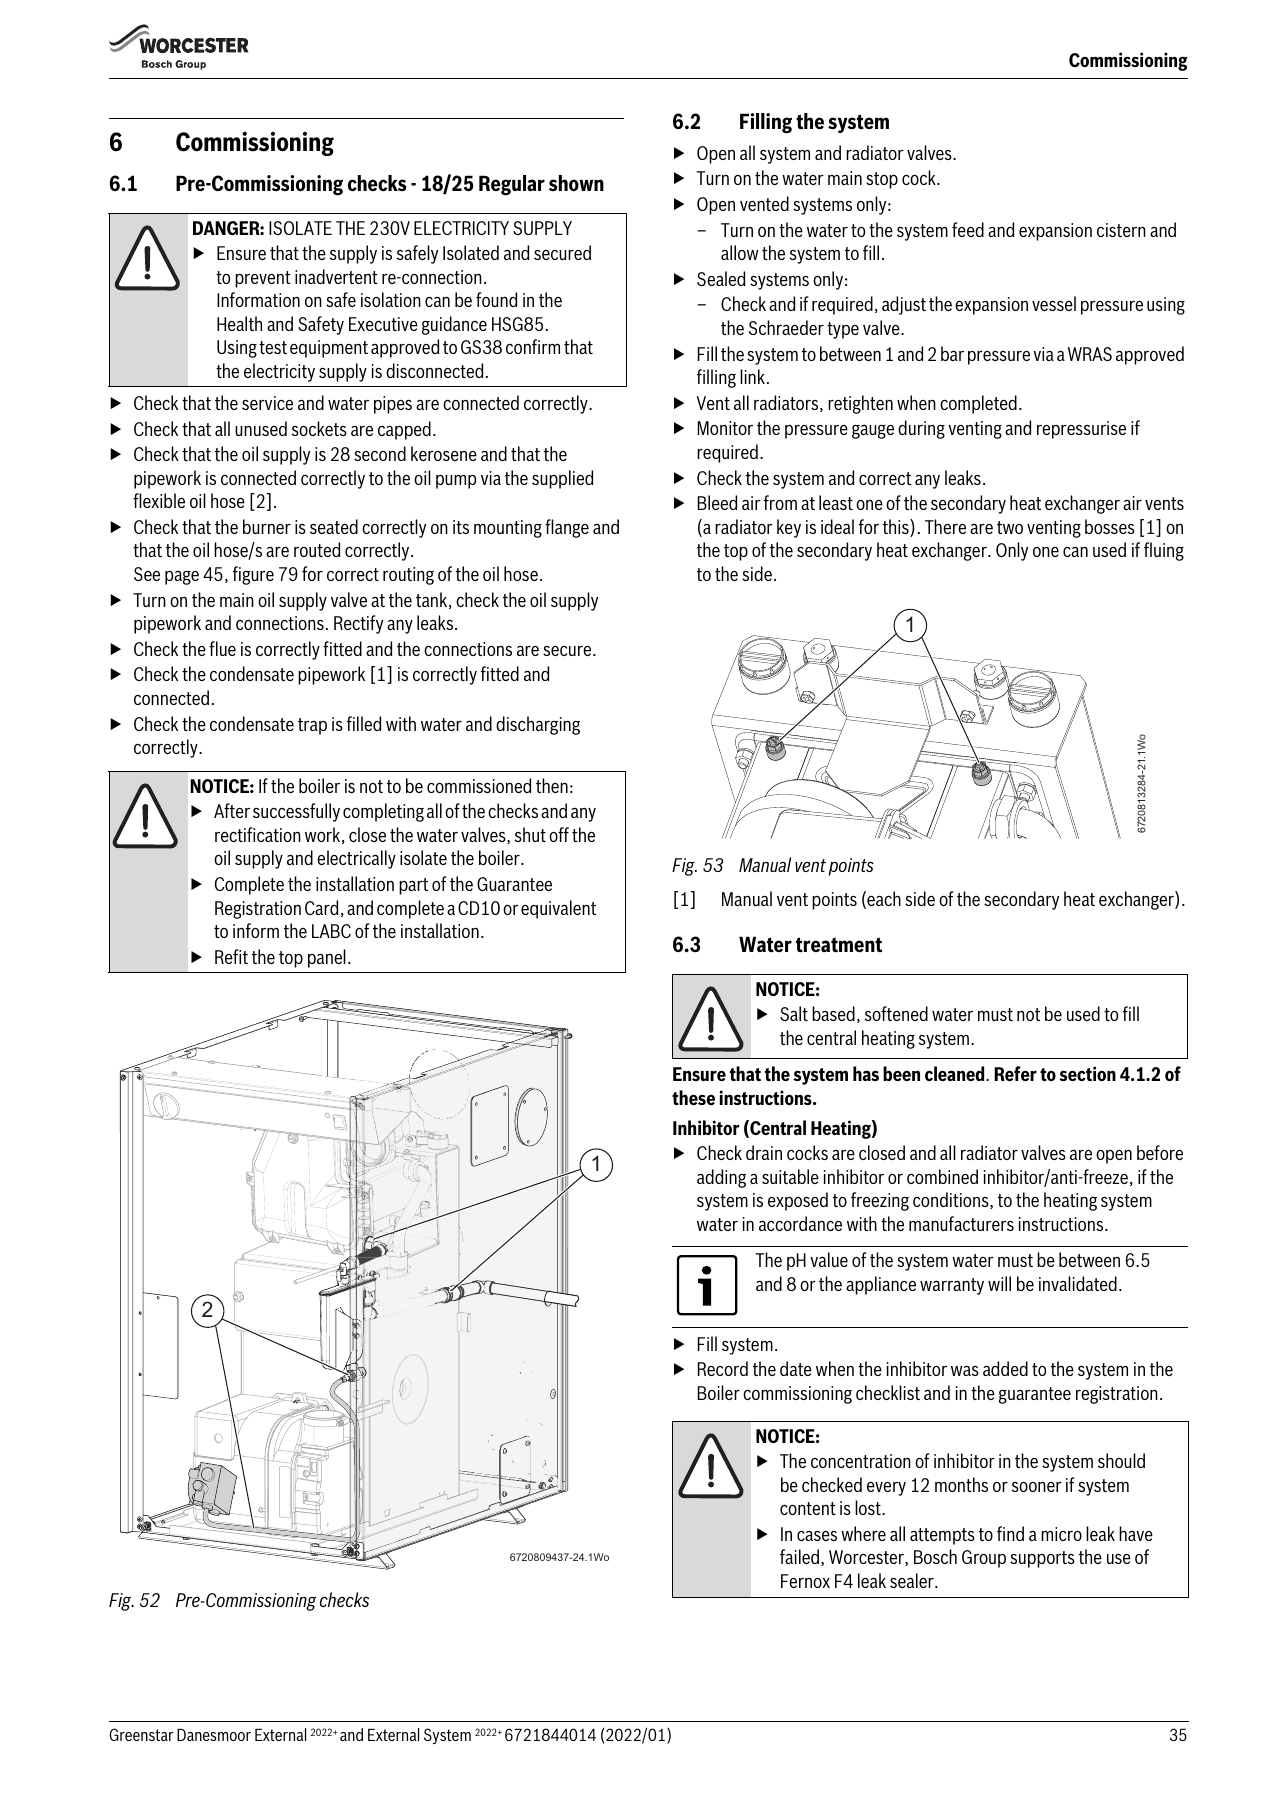 WORCESTER
Bosch Group
Commissioning
6 Commissioning
6.1 Pre-Commissioning checks - 18/25 Regular shown
DANGER: ISOLATE THE 230V ELECTRICITY SUPPLY
▶ Ensure that the supply is safely Isolated and secured
to prevent inadvertent re-connection.
Information on safe isolation can be found in the
Health and Safety Executive guidance HSG85.
Using test equipment approved to GS38 confirm that
the electricity supply is disconnected.
▶ Check that the service and water pipes are connected correctly.
▶ Check that all unused sockets are capped.
▶ Check that the oil supply is 28 second kerosene and that the
pipework is connected correctly to the oil pump via the supplied
flexible oil hose [2].
▶ Check that the burner is seated correctly on its mounting flange and
that the oil hose/s are routed correctly.
See page 45, figure 79 for correct routing of the oil hose.
▶ Turn on the main oil supply valve at the tank, check the oil supply
pipework and connections. Rectify any leaks.
▶ Check the flue is correctly fitted and the connections are secure.
▶ Check the condensate pipework [1] is correctly fitted and
connected.
▶ Check the condensate trap is filled with water and discharging
correctly.
NOTICE: If the boiler is not to be commissioned then:
▶ After successfully completing all of the checks and any
rectification work, close the water valves, shut off the
oil supply and electrically isolate the boiler.
▶ Complete the installation part of the Guarantee
Registration Card, and complete a CD10 or equivalent
to inform the LABC of the installation.
▶ Refit the top panel.
1
2
6720809437-24.1Wo
Fig. 52 Pre-Commissioning checks
6.2 Filling the system
▶ Open all system and radiator valves.
▶ Turn on the water main stop cock.
▶ Open vented systems only:
– Turn on the water to the system feed and expansion cistern and
allow the system to fill.
▶ Sealed systems only:
– Check and if required, adjust the expansion vessel pressure using
the Schraeder type valve.
▶ Fill the system to between 1 and 2 bar pressure via a WRAS approved
filling link.
▶ Vent all radiators, retighten when completed.
▶ Monitor the pressure gauge during venting and repressurise if
required.
▶ Check the system and correct any leaks.
▶ Bleed air from at least one of the secondary heat exchanger air vents
(a radiator key is ideal for this). There are two venting bosses [1] on
the top of the secondary heat exchanger. Only one can used if fluing
to the side.
1
6720813284-21.1Wo
Fig. 53 Manual vent points
[1] Manual vent points (each side of the secondary heat exchanger).
6.3 Water treatment
NOTICE:
▶ Salt based, softened water must not be used to fill
the central heating system.
Ensure that the system has been cleaned. Refer to section 4.1.2 of
these instructions.
Inhibitor (Central Heating)
▶ Check drain cocks are closed and all radiator valves are open before
adding a suitable inhibitor or combined inhibitor/anti-freeze, if the
system is exposed to freezing conditions, to the heating system
water in accordance with the manufacturers instructions.
The pH value of the system water must be between 6.5
and 8 or the appliance warranty will be invalidated.
▶ Fill system.
▶ Record the date when the inhibitor was added to the system in the
Boiler commissioning checklist and in the guarantee registration.
NOTICE:
▶ The concentration of inhibitor in the system should
be checked every 12 months or sooner if system
content is lost.
▶ In cases where all attempts to find a micro leak have
failed, Worcester, Bosch Group supports the use of
Fernox F4 leak sealer.
Greenstar Danesmoor External 2022+ and External System 2022+ 6721844014 (2022/01)
35